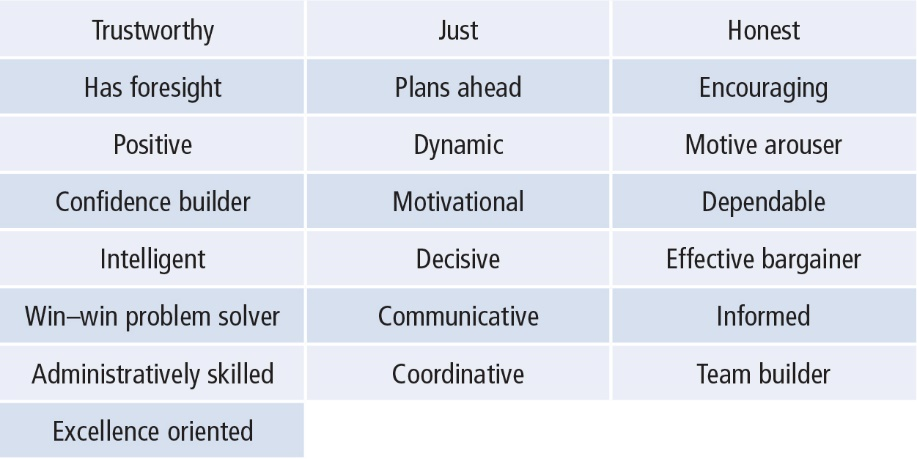 Trustworthy Just Honest
Has foresight Plans ahead Encouraging
Positive Dynamic Motive arouser
Confidence builder Motivational Dependable
Intelligent Decisive Effective bargainer
Win–win problem solver Communicative Informed
Administratively skilled Coordinative Team builder
Excellence oriented